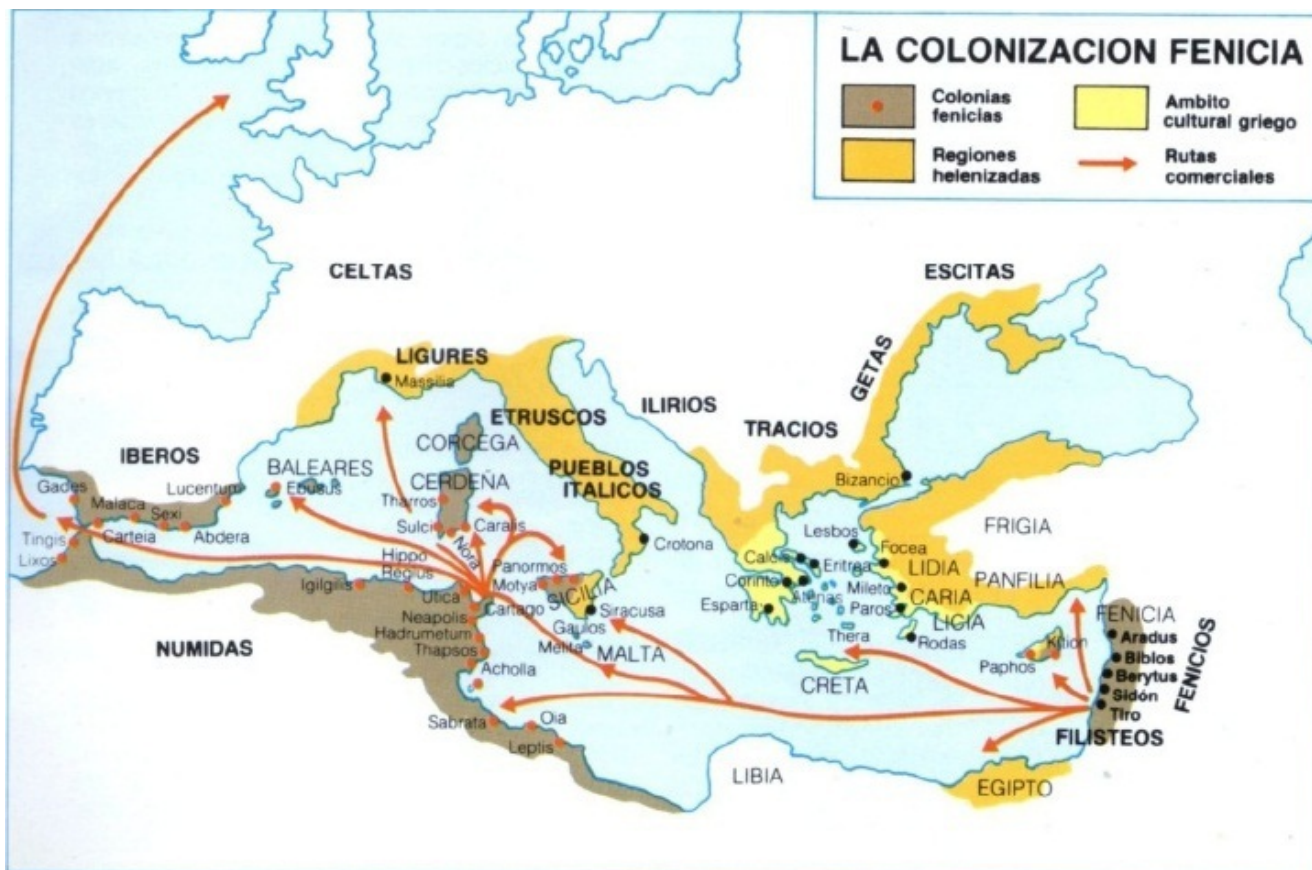 LA COLONIZACION FENICIA
Colonias
fenicias
Ambito
cultural griego
Regiones
helenizadas
Rutas
comerciales
CELTAS
ESCITAS
LIGURES
Massilia
GETAS
ETRUSCOS
ILIRIOS
CORCEGA
TRACIOS
IBEROS
BALEARES
CERDEÑA
PUEBLOS
ITALICOS
Bizancio
Gades
Lucentum
Ebusus
Malaca
Sexi
Tharros
FRIGIA
Lesbos
Tingis
Carteia
Abdera
Sulci
Caralis
Nora
Crotona
Focea
Lixos
Hippo
Regius
Panormos
Calcis
Eritrea
LIDIA
PANFILIA
Igilgilis
Utica
Motya
SICILIA
Corinto
Atenas
Mileto
CARIA
Neapolis
Cartago
Siracusa
Esparta
Paros
LICIA
FENICIA
Hadrumetum
Gaulos
Thera
Rodas
Kition
Aradus
NUMIDAS
Thapsos
Melita
MALTA
Paphos
Biblos
Acholla
CRETA
Berytus
Sidón
FENICIOS
Tiro
Sabrata
Oia
FILISTEOS
Leptis
LIBIA
EGIPTO